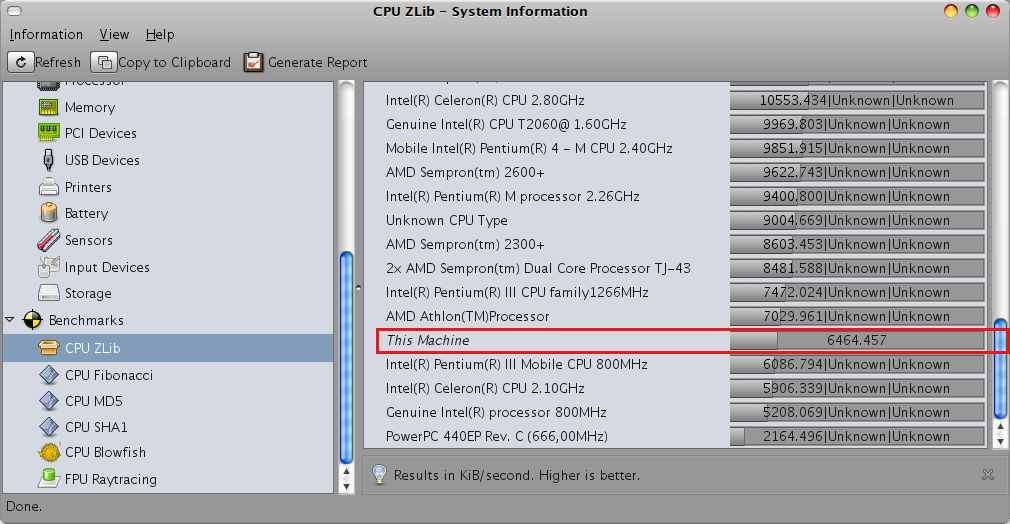 CPU ZLib - System Information
Information View Help
Refresh Copy to Clipboard Generate Report
Processor
Memory
PCI Devices
USB Devices
Printers
Battery
Sensors
Input Devices
Storage
Benchmarks
CPU ZLib
CPU Fibonacci
CPU MD5
CPU SHA1
CPU Blowfish
FPU Raytracing
Intel(R) Celeron(R) CPU 2.80GHz 10553.434|Unknown|Unknown
Genuine Intel(R) CPU T2060@ 1.60GHz 9969.803|Unknown|Unknown
Mobile Intel(R) Pentium(R) 4 - M CPU 2.40GHz 9851.915|Unknown|Unknown
AMD Sempron(tm) 2600+ 9622.743|Unknown|Unknown
Intel(R) Pentium(R) M processor 2.26GHz 9400.800|Unknown|Unknown
Unknown CPU Type 9004.669|Unknown|Unknown
AMD Sempron(tm) 2300+ 8603.453|Unknown|Unknown
2x AMD Sempron(tm) Dual Core Processor TJ-43 8481.588|Unknown|Unknown
Intel(R) Pentium(R) III CPU family1266MHz 7472.024|Unknown|Unknown
AMD Athlon(TM)Processor 7029.961|Unknown|Unknown
This Machine 6464.457
Intel(R) Pentium(R) III Mobile CPU 800MHz 6086.794|Unknown|Unknown
Intel(R) Celeron(R) CPU 2.10GHz 5906.339|Unknown|Unknown
Genuine Intel(R) processor 800MHz 5208.069|Unknown|Unknown
PowerPC 440EP Rev. C (666,00MHz) 2164.496|Unknown|Unknown
Results in KiB/second. Higher is better.
Done.